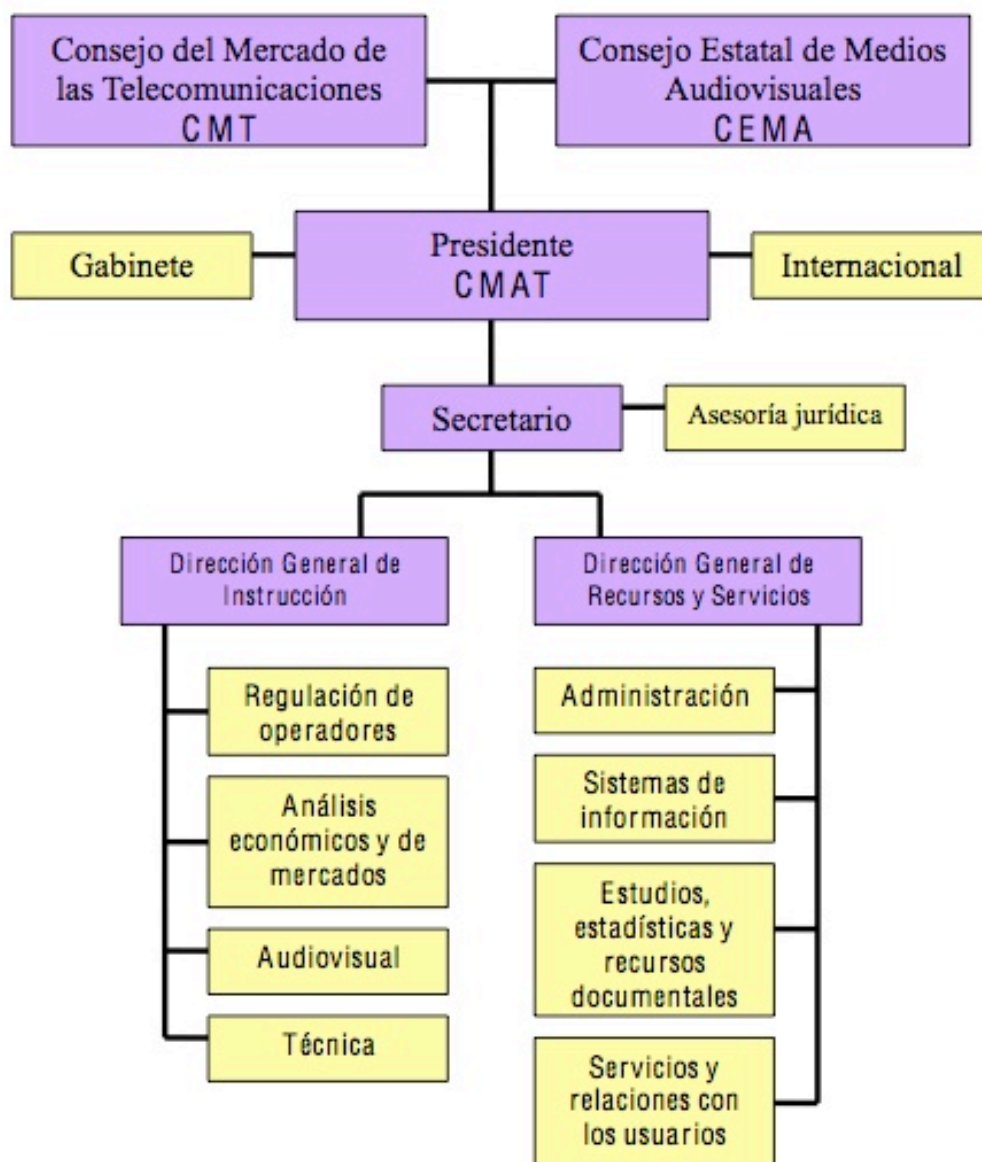 Consejo del Mercado de
las Telecomunicaciones
CMT
Consejo Estatal de Medios
Audiovisuales
CEMA
Gabinete
Presidente
CMAT
Internacional
Secretario
Asesoría jurídica
Dirección General de
Instrucción
Dirección General de
Recursos y Servicios
Regulación de
operadores
Análisis
económicos y de
mercados
Audiovisual
Técnica
Administración
Sistemas de
información
Estudios,
estadísticas y
recursos
documentales
Servicios y
relaciones con
los usuarios